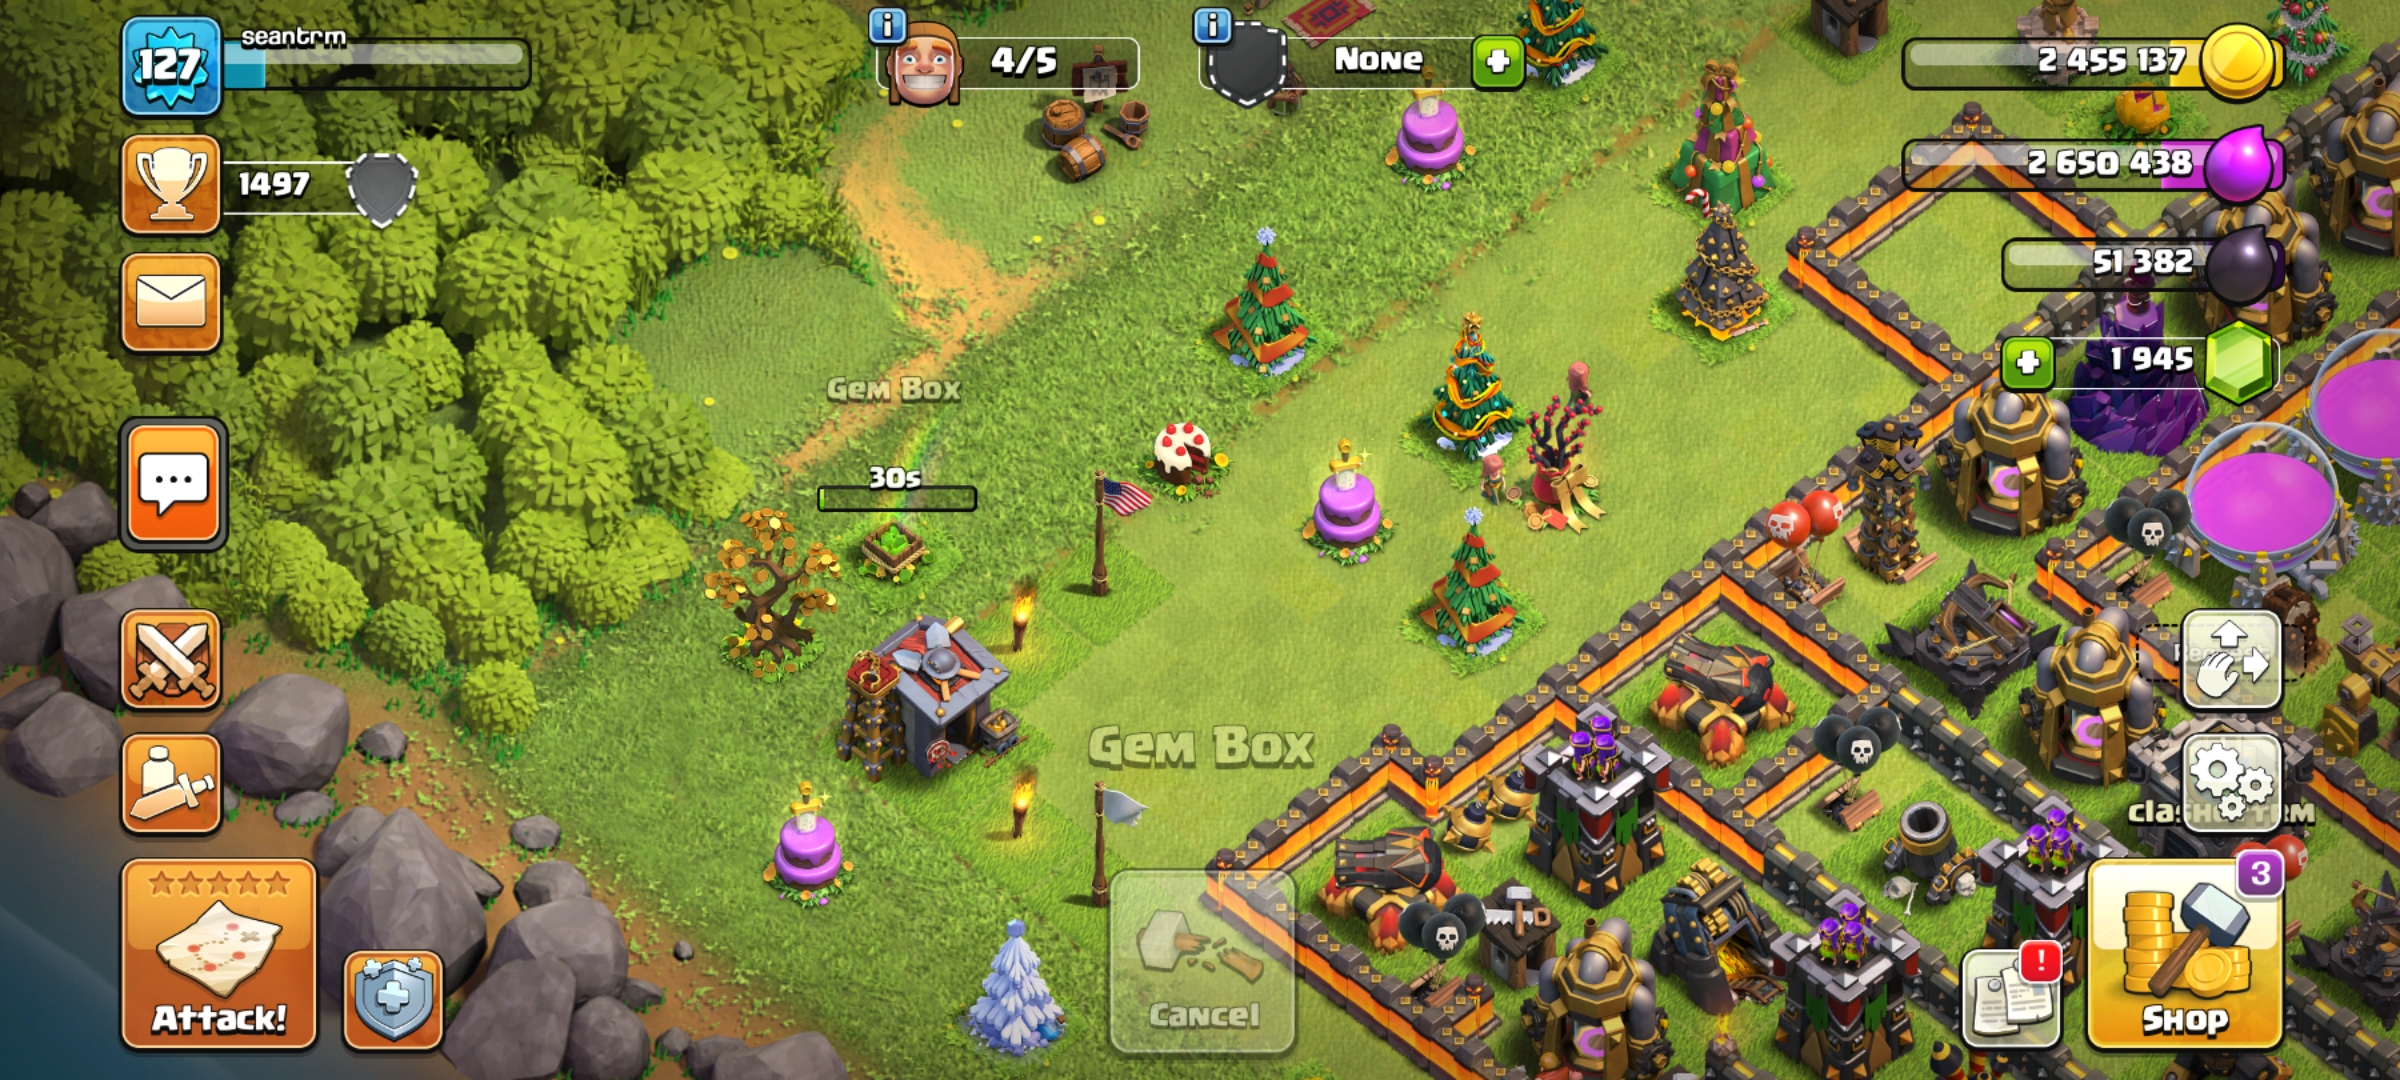 127
seantrm
4/5
None
2 455 137
1497
2 650 438
51 382
1 945
Gem Box
30s
Gem Box
3
Attack!
Cancel
!
Shop